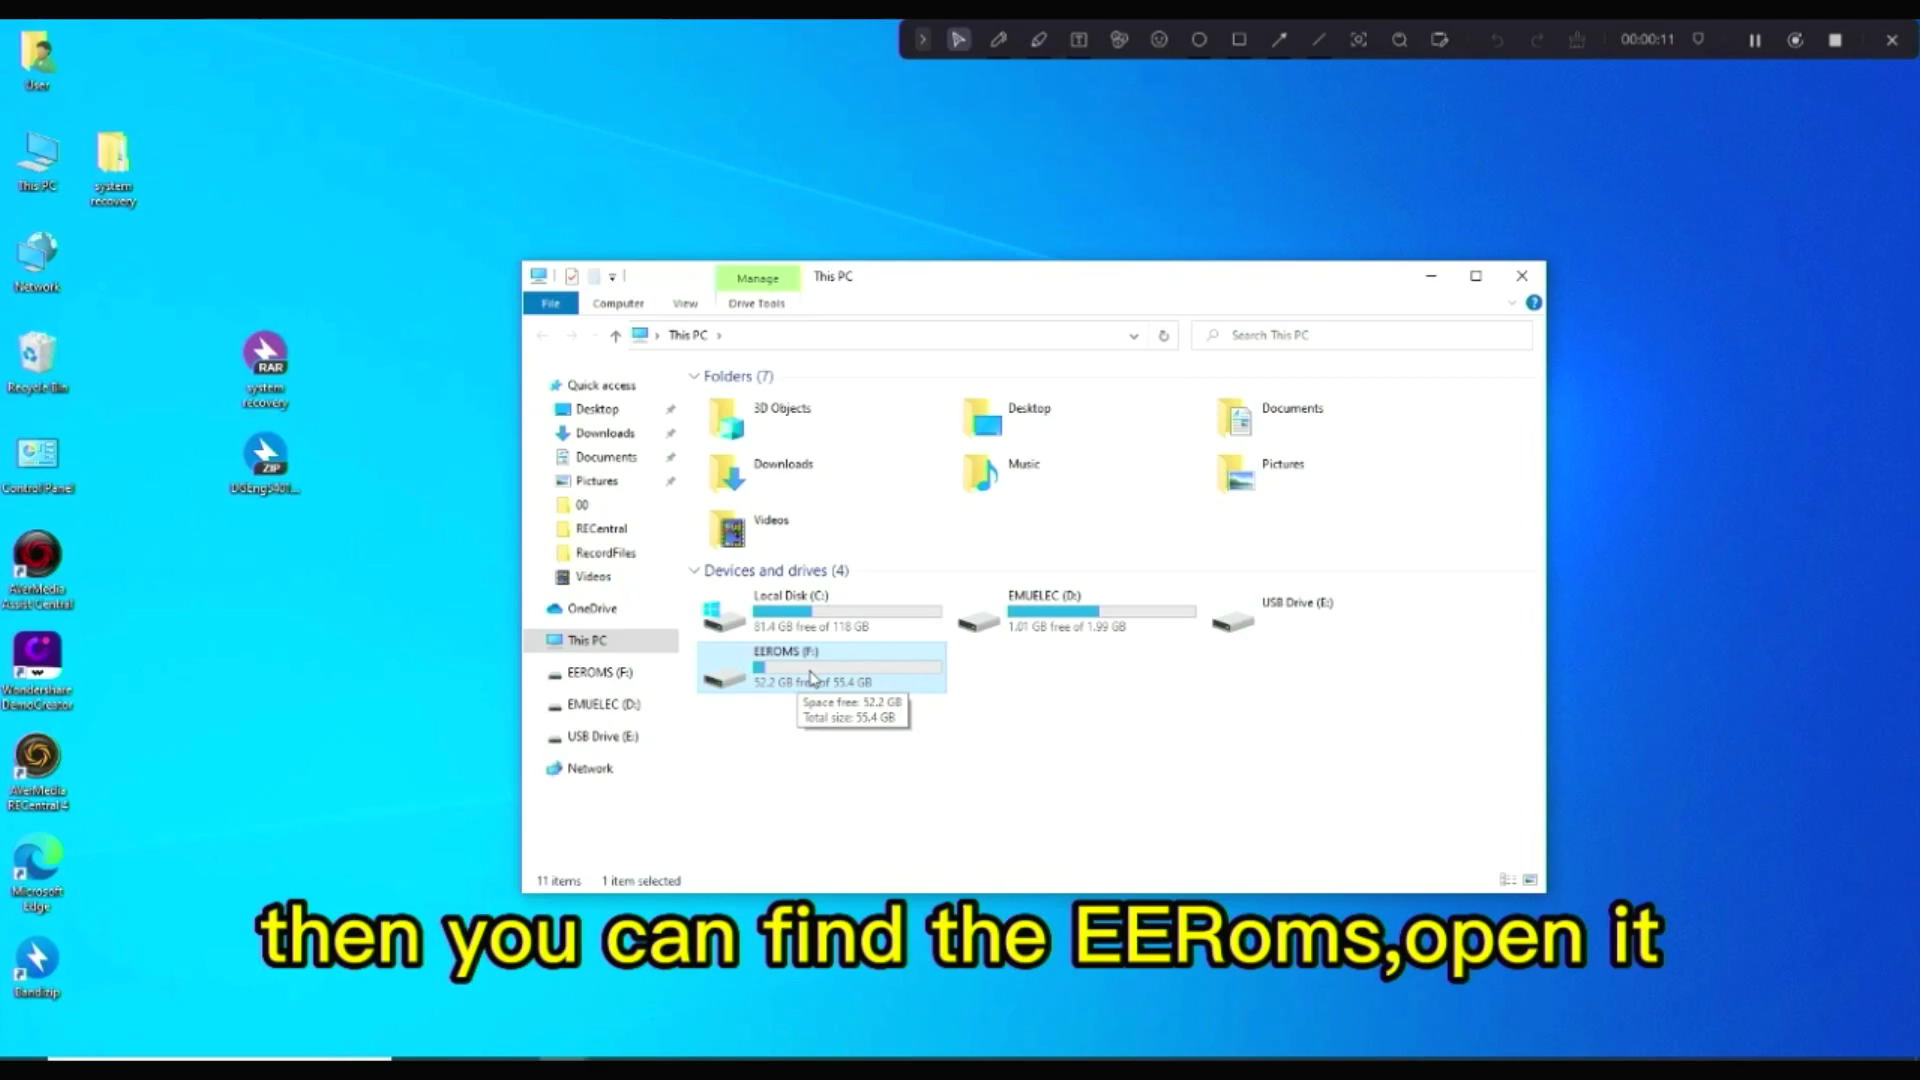 User
This PC
system
recovery
Network
Recycle Bin
system
recovery
Control Panel
AVerMedia
Assist Central
Wondershare
DemoCreator
AVerMedia
RECentral 4
Microsoft
Edge
Bandizip
RAR
ZIP
00:00:11
Manage
This PC
File
Computer
View
Drive Tools
This PC
Search This PC
Quick access
Desktop
Downloads
Documents
Pictures
00
RECentral
RecordFiles
Videos
OneDrive
This PC
EEROMS (F:)
EMUELEC (D:)
USB Drive (E:)
Network
Folders (7)
3D Objects
Desktop
Documents
Downloads
Music
Pictures
Videos
Devices and drives (4)
Local Disk (C:)
81.4 GB free of 118 GB
EMUELEC (D:)
1.01 GB free of 1.99 GB
USB Drive (E:)
EEROMS (F:)
52.2 GB free of 55.4 GB
Space free: 52.2 GB
Total size: 55.4 GB
11 items
1 item selected
then you can find the EERoms,open it